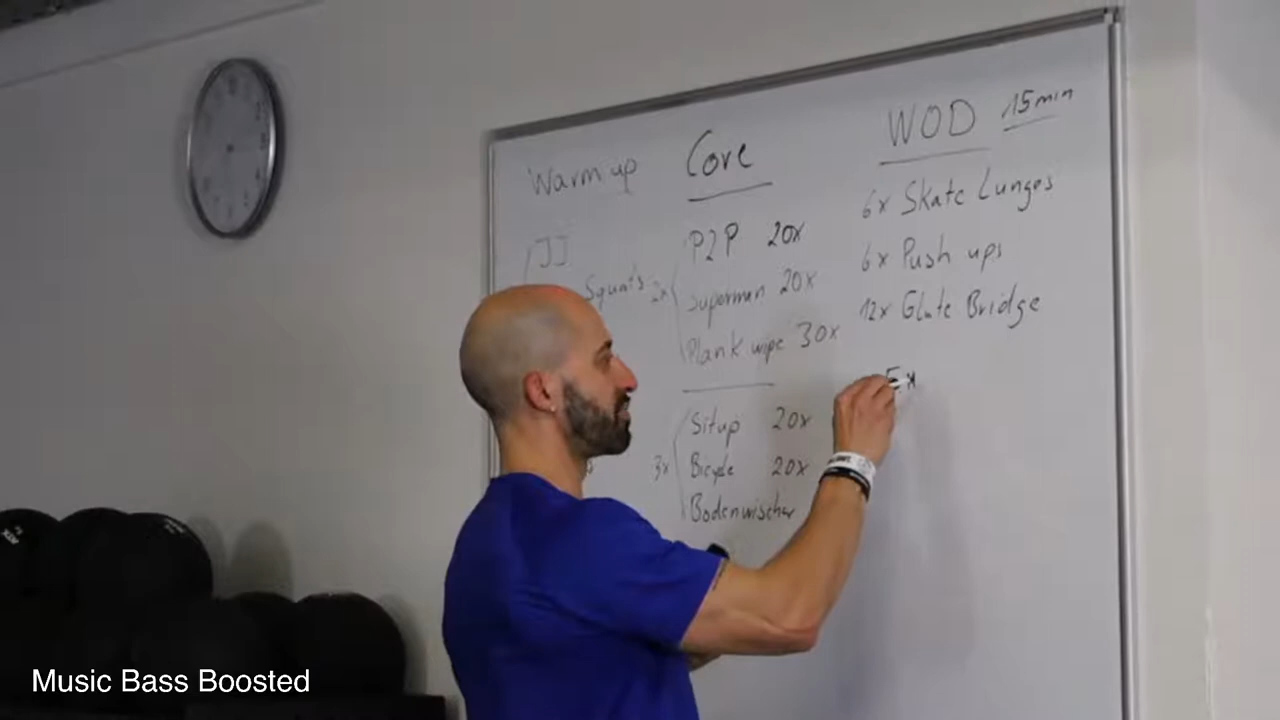 Warm up
JJ
Squats
Core
P2P 20x
2x
Superman 20x
Plank wipe 30x
Situp 20x
3x
Bicycle 20x
Bodenwischer
WOD 15min
6x Skate Lunges
6x Push ups
12x Glute Bridge
5x
Music Bass Boosted